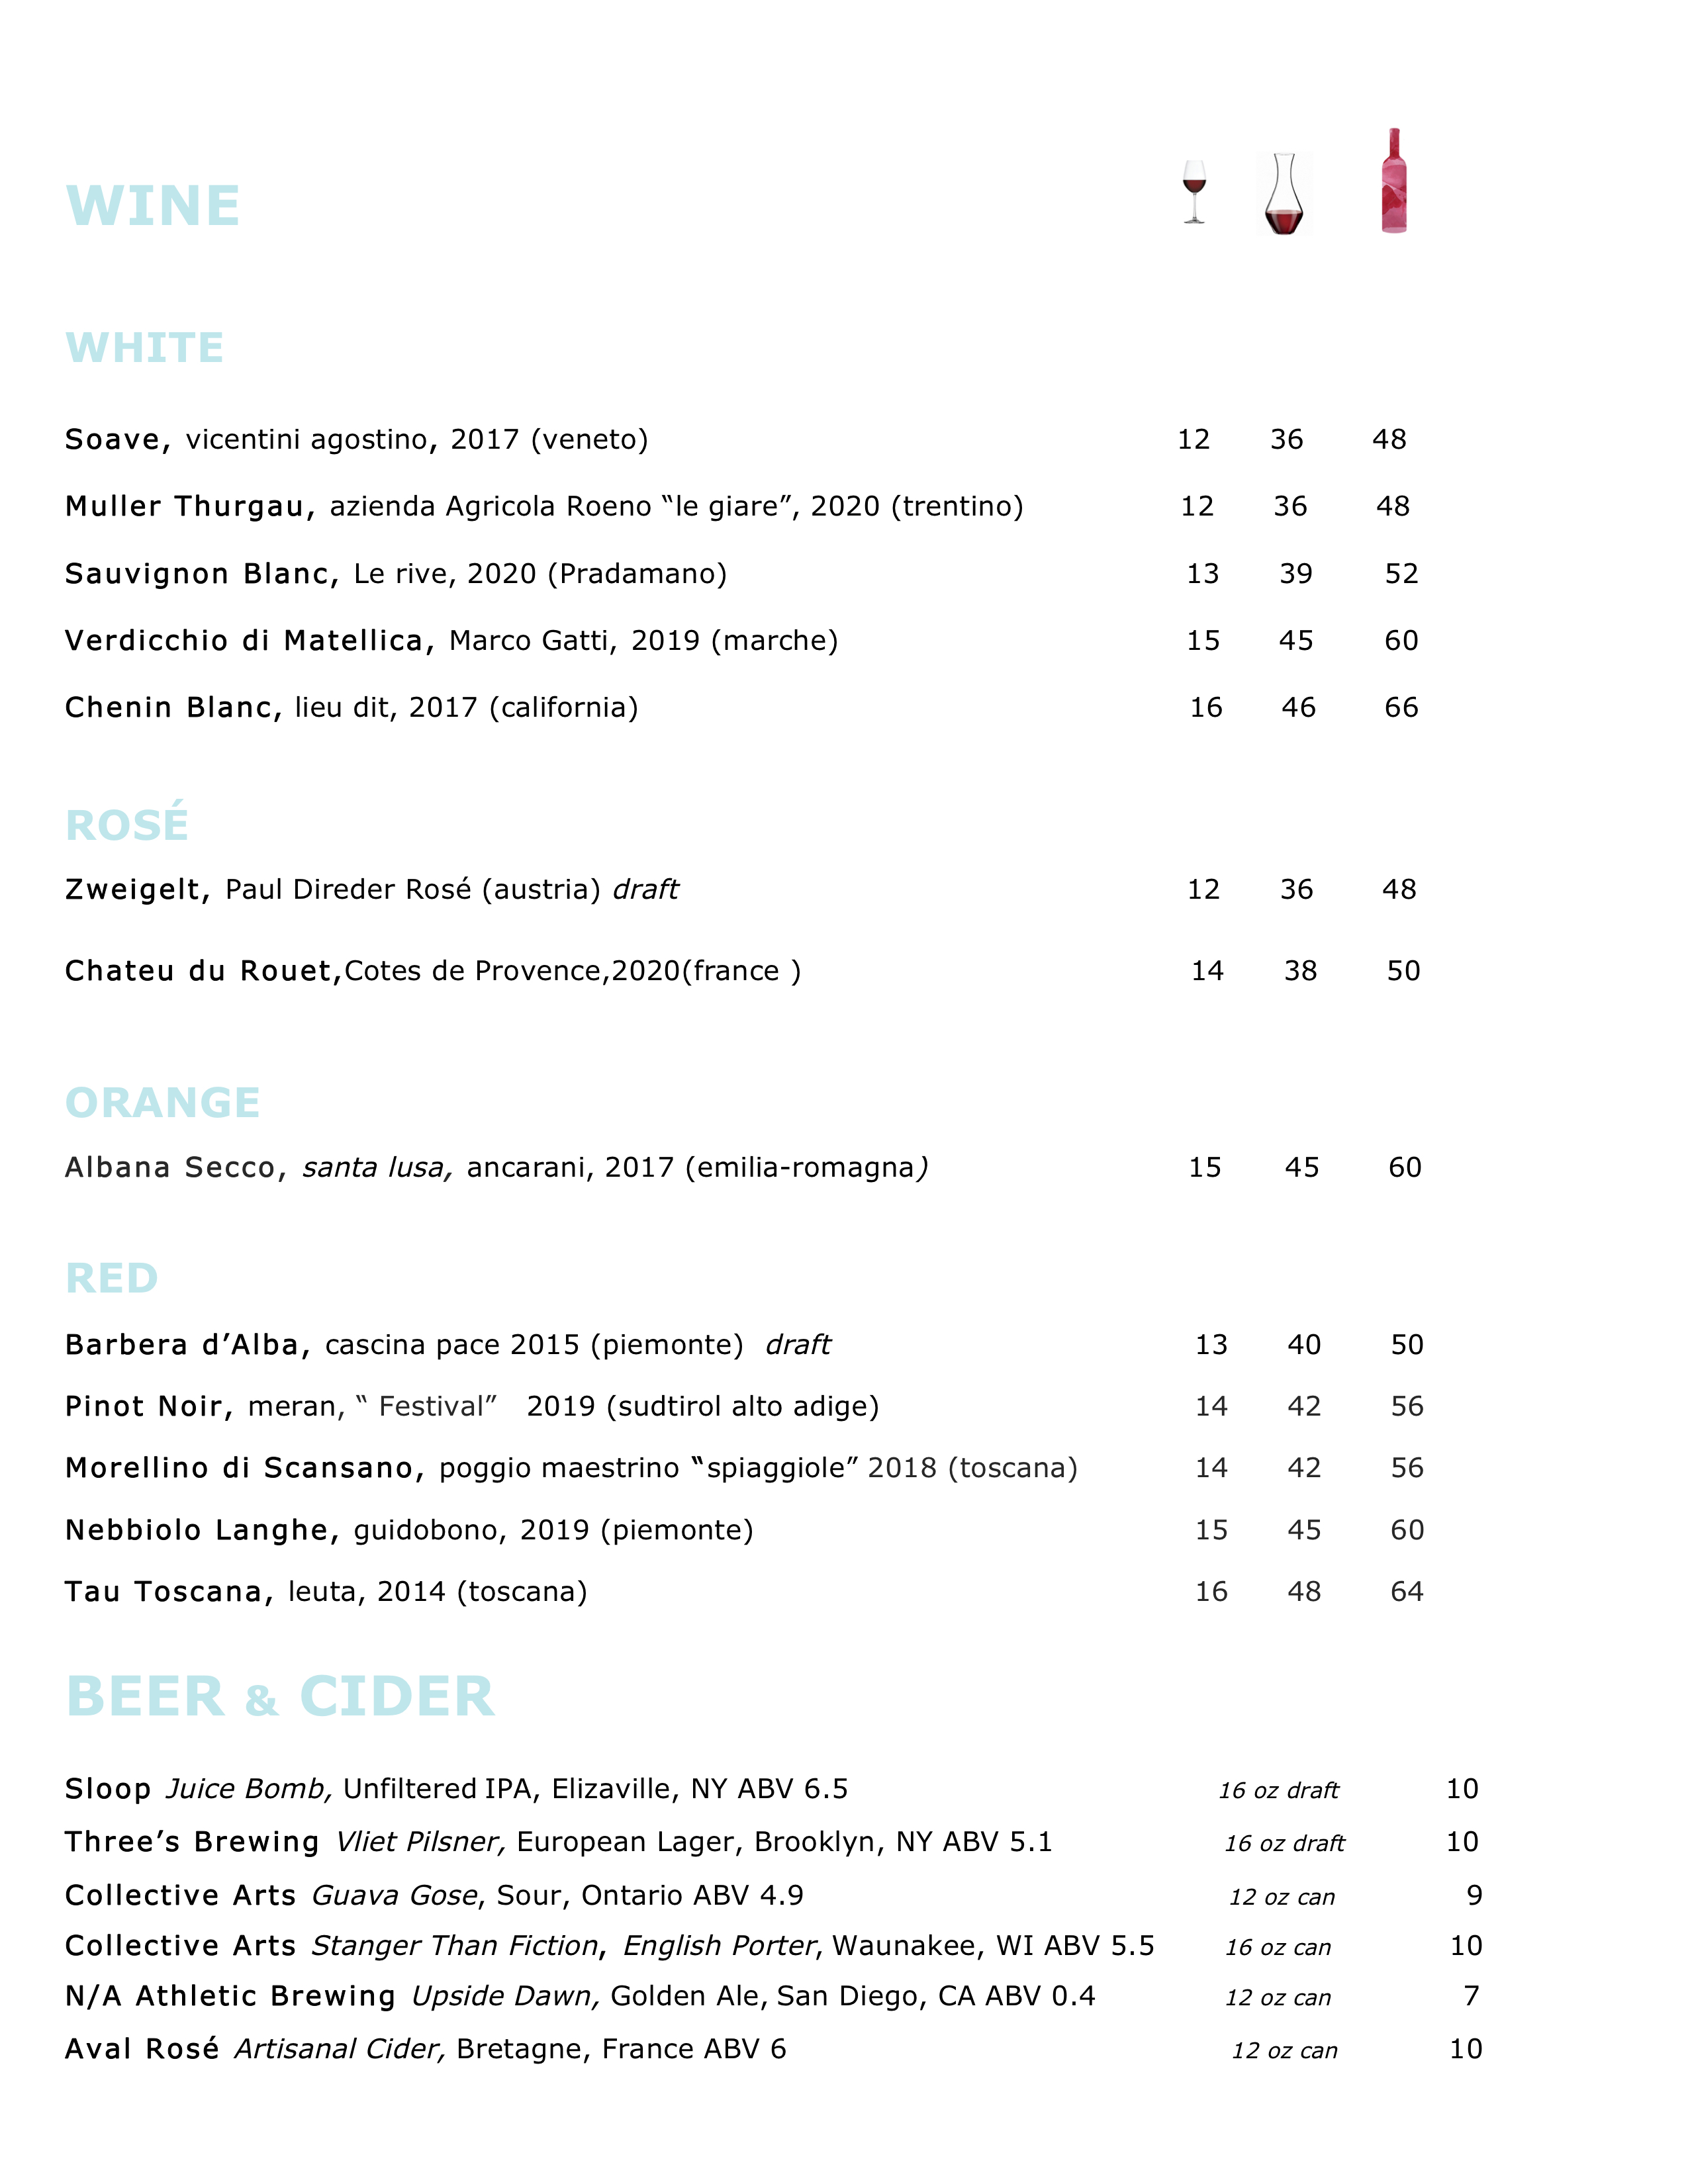 WINE
WHITE
Soave, vicentini agostino, 2017 (veneto) 12 36 48
Muller Thurgau, azienda Agricola Roeno “le giare”, 2020 (trentino) 12 36 48
Sauvignon Blanc, Le rive, 2020 (Pradamano) 13 39 52
Verdicchio di Matellica, Marco Gatti, 2019 (marche) 15 45 60
Chenin Blanc, lieu dit, 2017 (california) 16 46 66
ROSÉ
Zweigelt, Paul Direder Rosé (austria) draft 12 36 48
Chateu du Rouet,Cotes de Provence,2020(france ) 14 38 50
ORANGE
Albana Secco, santa lusa, ancarani, 2017 (emilia-romagna) 15 45 60
RED
Barbera d’Alba, cascina pace 2015 (piemonte) draft 13 40 50
Pinot Noir, meran, “ Festival” 2019 (sudtirol alto adige) 14 42 56
Morellino di Scansano, poggio maestrino “spiaggiole” 2018 (toscana) 14 42 56
Nebbiolo Langhe, guidobono, 2019 (piemonte) 15 45 60
Tau Toscana, leuta, 2014 (toscana) 16 48 64
BEER & CIDER
Sloop Juice Bomb, Unfiltered IPA, Elizaville, NY ABV 6.5 16 oz draft 10
Three’s Brewing Vliet Pilsner, European Lager, Brooklyn, NY ABV 5.1 16 oz draft 10
Collective Arts Guava Gose, Sour, Ontario ABV 4.9 12 oz can 9
Collective Arts Stanger Than Fiction, English Porter, Waunakee, WI ABV 5.5 16 oz can 10
N/A Athletic Brewing Upside Dawn, Golden Ale, San Diego, CA ABV 0.4 12 oz can 7
Aval Rosé Artisanal Cider, Bretagne, France ABV 6 12 oz can 10